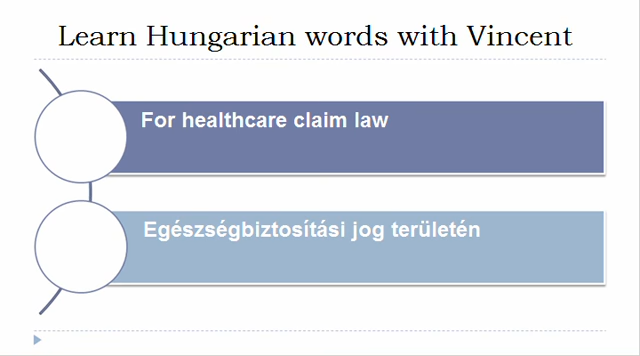 Learn Hungarian words with Vincent
For healthcare claim law
Egészségbiztosítási jog területén